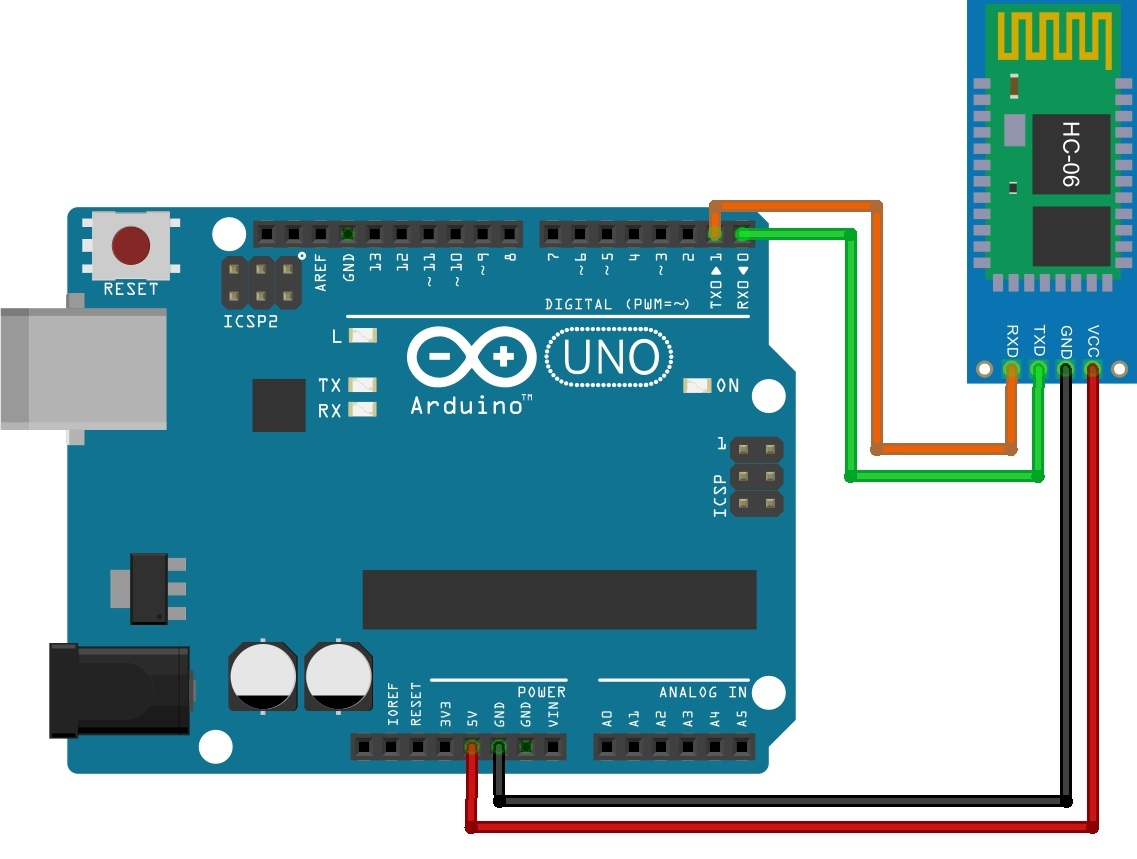 HC-06
RESET
ICSP2
AREF
GND
13
12
~11
~10
~9
8
7
~6
~5
4
~3
2
TX0▶1
RX0◀0
DIGITAL (PWM=~)
L
TX
RX
UNO
Arduino™
ON
1
ICSP
RXD
TXD
GND
VCC
IOREF
RESET
3V3
5V
GND
GND
VIN
POWER
ANALOG IN
A0
A1
A2
A3
A4
A5